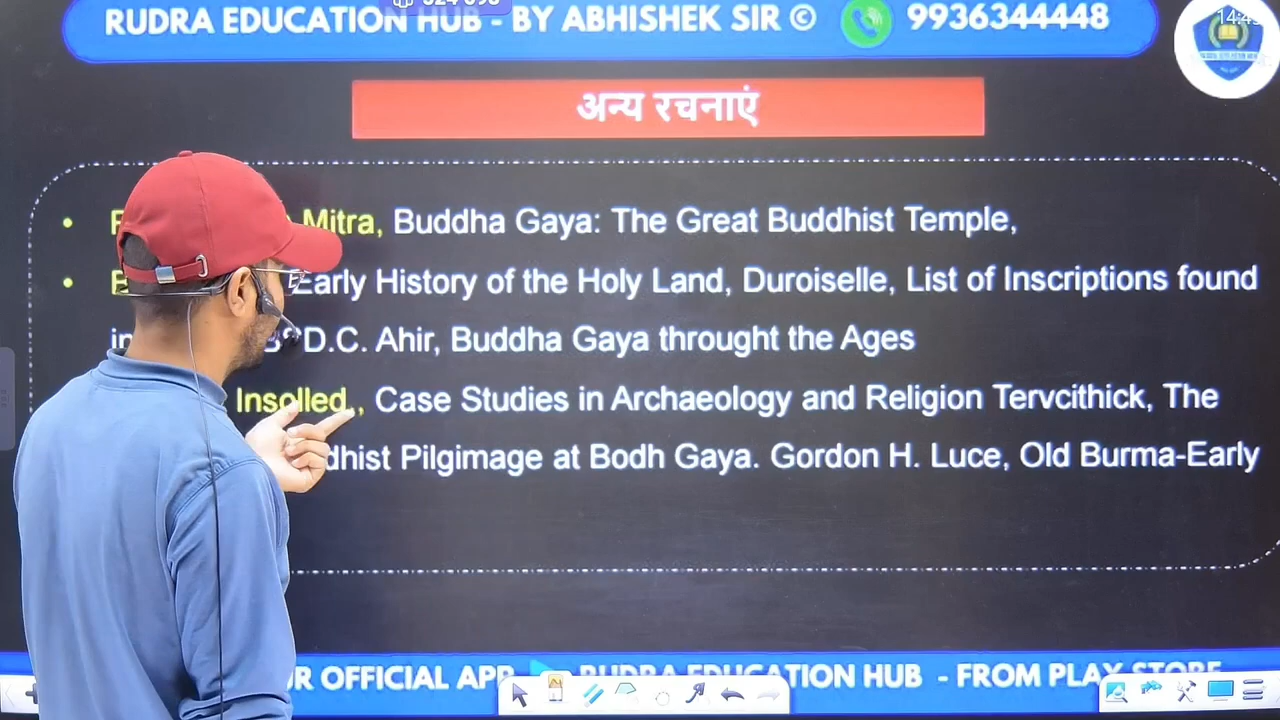 RUDRA EDUCATION HUB - BY ABHISHEK SIR © 9936344448
14:4
अन्य रचनाएं
• Mitra, Buddha Gaya: The Great Buddhist Temple,
• Early History of the Holy Land, Duroiselle, List of Inscriptions found
D.C. Ahir, Buddha Gaya throught the Ages
Insolled , Case Studies in Archaeology and Religion Tervcithick, The
dhist Pilgimage at Bodh Gaya. Gordon H. Luce, Old Burma-Early
R OFFICIAL APP RUDRA EDUCATION HUB - FROM PLAY STORE